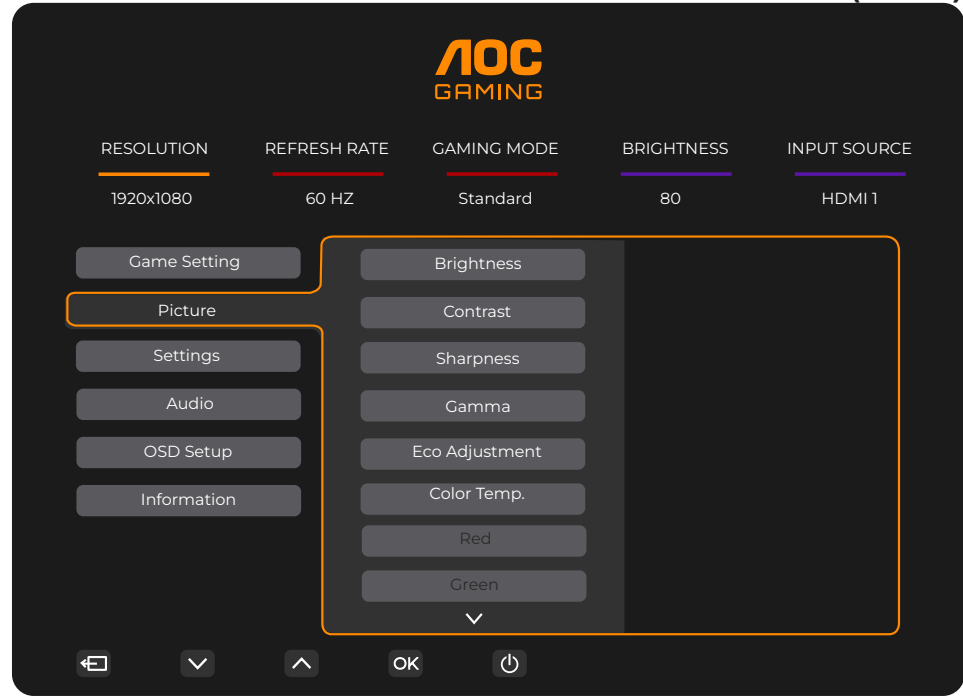 AOC
GAMING
RESOLUTION REFRESH RATE GAMING MODE BRIGHTNESS INPUT SOURCE
1920x1080 60 HZ Standard 80 HDMI 1
Game Setting
Picture
Settings
Audio
OSD Setup
Information
Brightness
Contrast
Sharpness
Gamma
Eco Adjustment
Color Temp.
Red
Green
OK